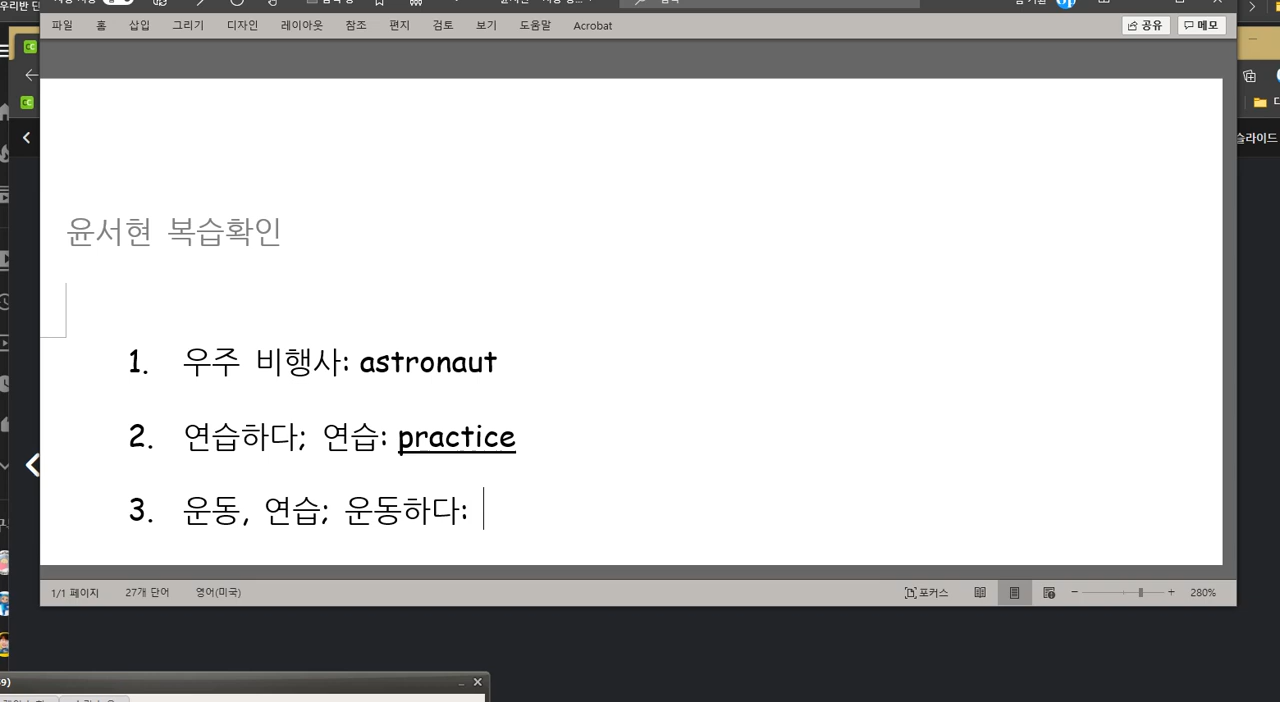 파일 홈 삽입 그리기 디자인 레이아웃 참조 편지 검토 보기 도움말 Acrobat 공유 메모
슬라이드
윤서현 복습확인
1. 우주 비행사: astronaut
2. 연습하다; 연습: practice
3. 운동, 연습; 운동하다:
1/1 페이지 27개 단어 영어(미국) 포커스 280%